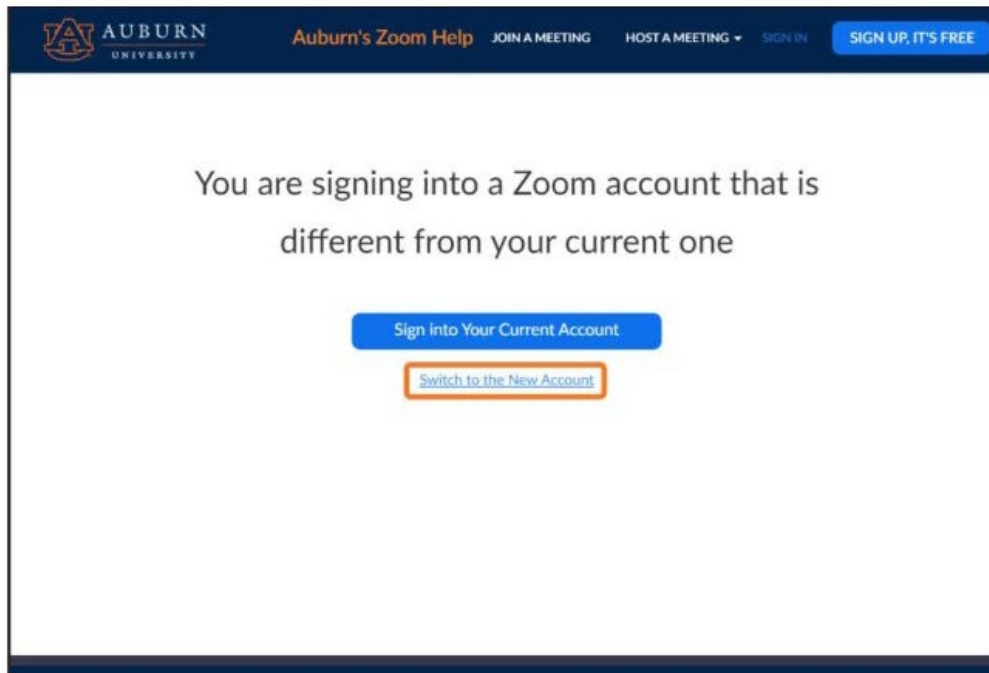 AUBURN
UNIVERSITY
Auburn's Zoom Help JOIN A MEETING HOST A MEETING SIGN IN SIGN UP, IT'S FREE
You are signing into a Zoom account that is
different from your current one
Sign into Your Current Account
Switch to the New Account